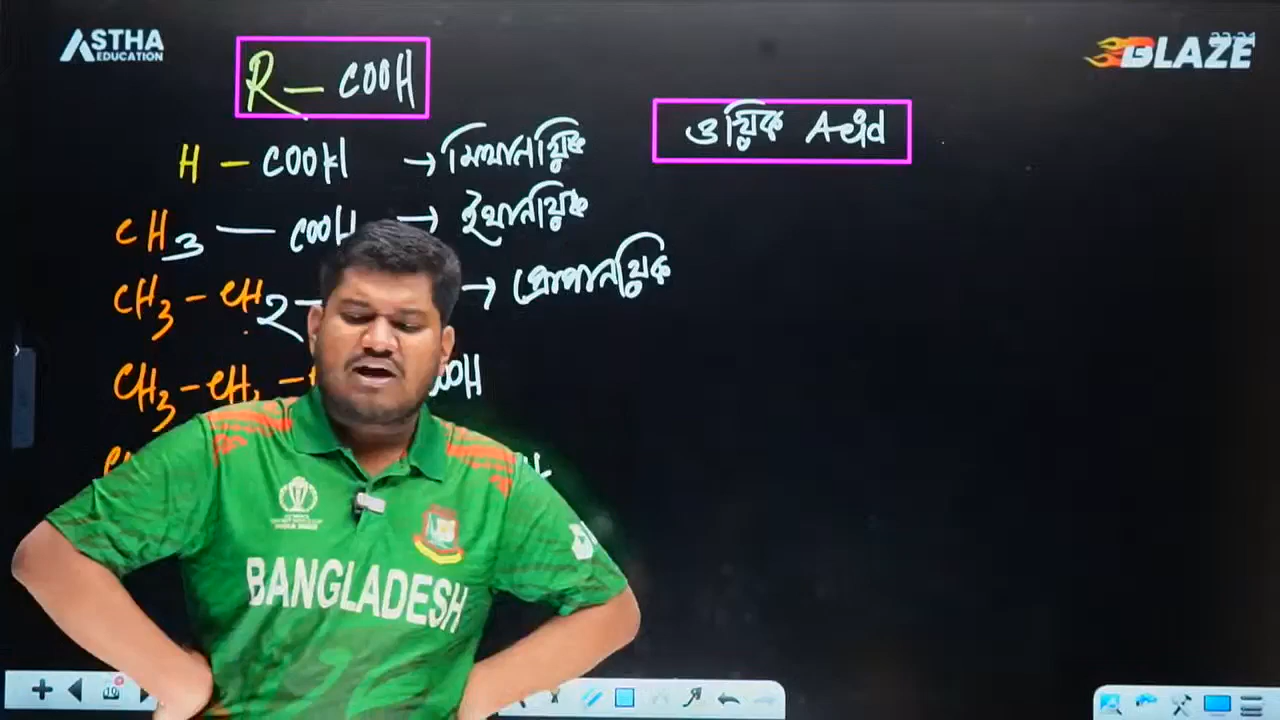 ASTHA
EDUCATION
BLAZE
R — COOH
ওয়িক Acid
H — COOH → মিথানয়িক
CH3 — COOH → ইথানয়িক
CH3 — CH2 — → প্রোপানয়িক
CH3 — CH2 — COOH
BANGLADESH
19